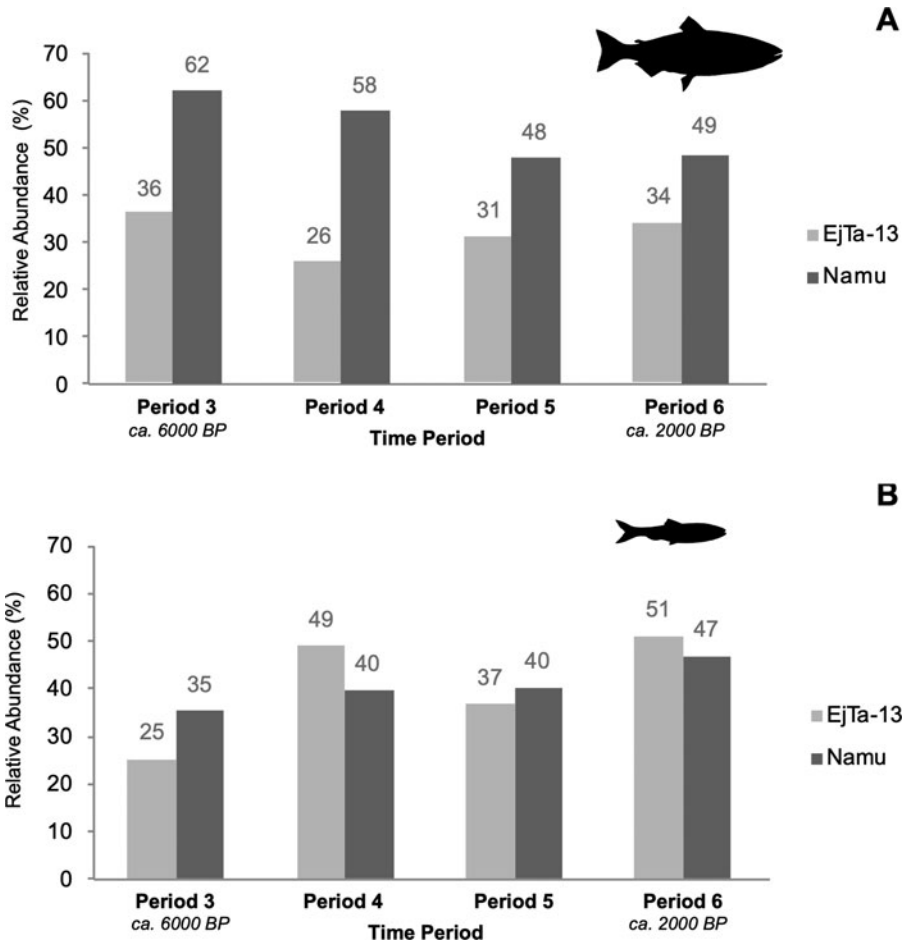 A
Relative Abundance (%)
70
60
50
40
30
20
10
0
36
62
26
58
31
48
34
49
EjTa-13
Namu
Period 3
Period 4
Period 5
Period 6
ca. 6000 BP
ca. 2000 BP
Time Period
B
Relative Abundance (%)
70
60
50
40
30
20
10
0
25
35
49
40
37
40
51
47
EjTa-13
Namu
Period 3
Period 4
Period 5
Period 6
ca. 6000 BP
ca. 2000 BP
Time Period